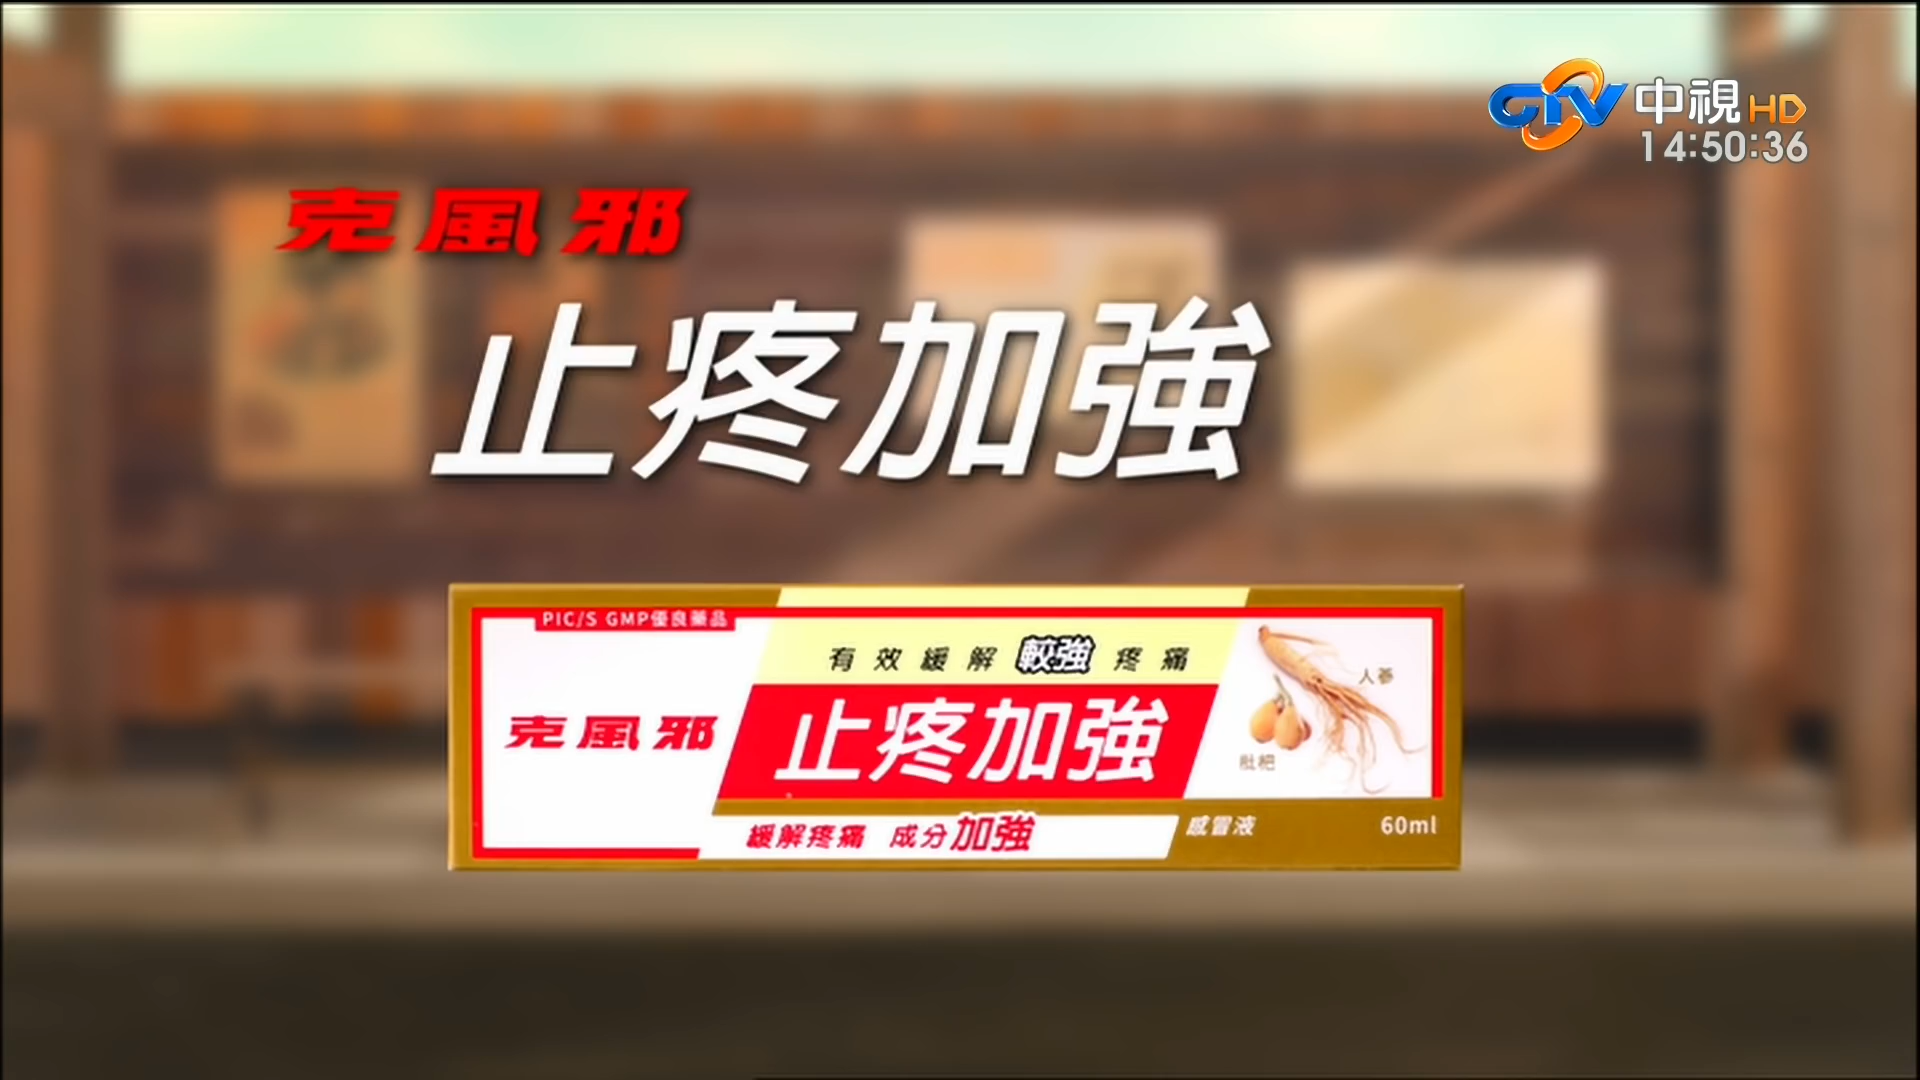 CTV 中視 HD
14:50:36
克風邪
止疼加強
PIC/S GMP優良藥品
有效緩解較強疼痛
克風邪
止疼加強
人蔘
枇杷
緩解疼痛 成分加強
感冒液
60ml